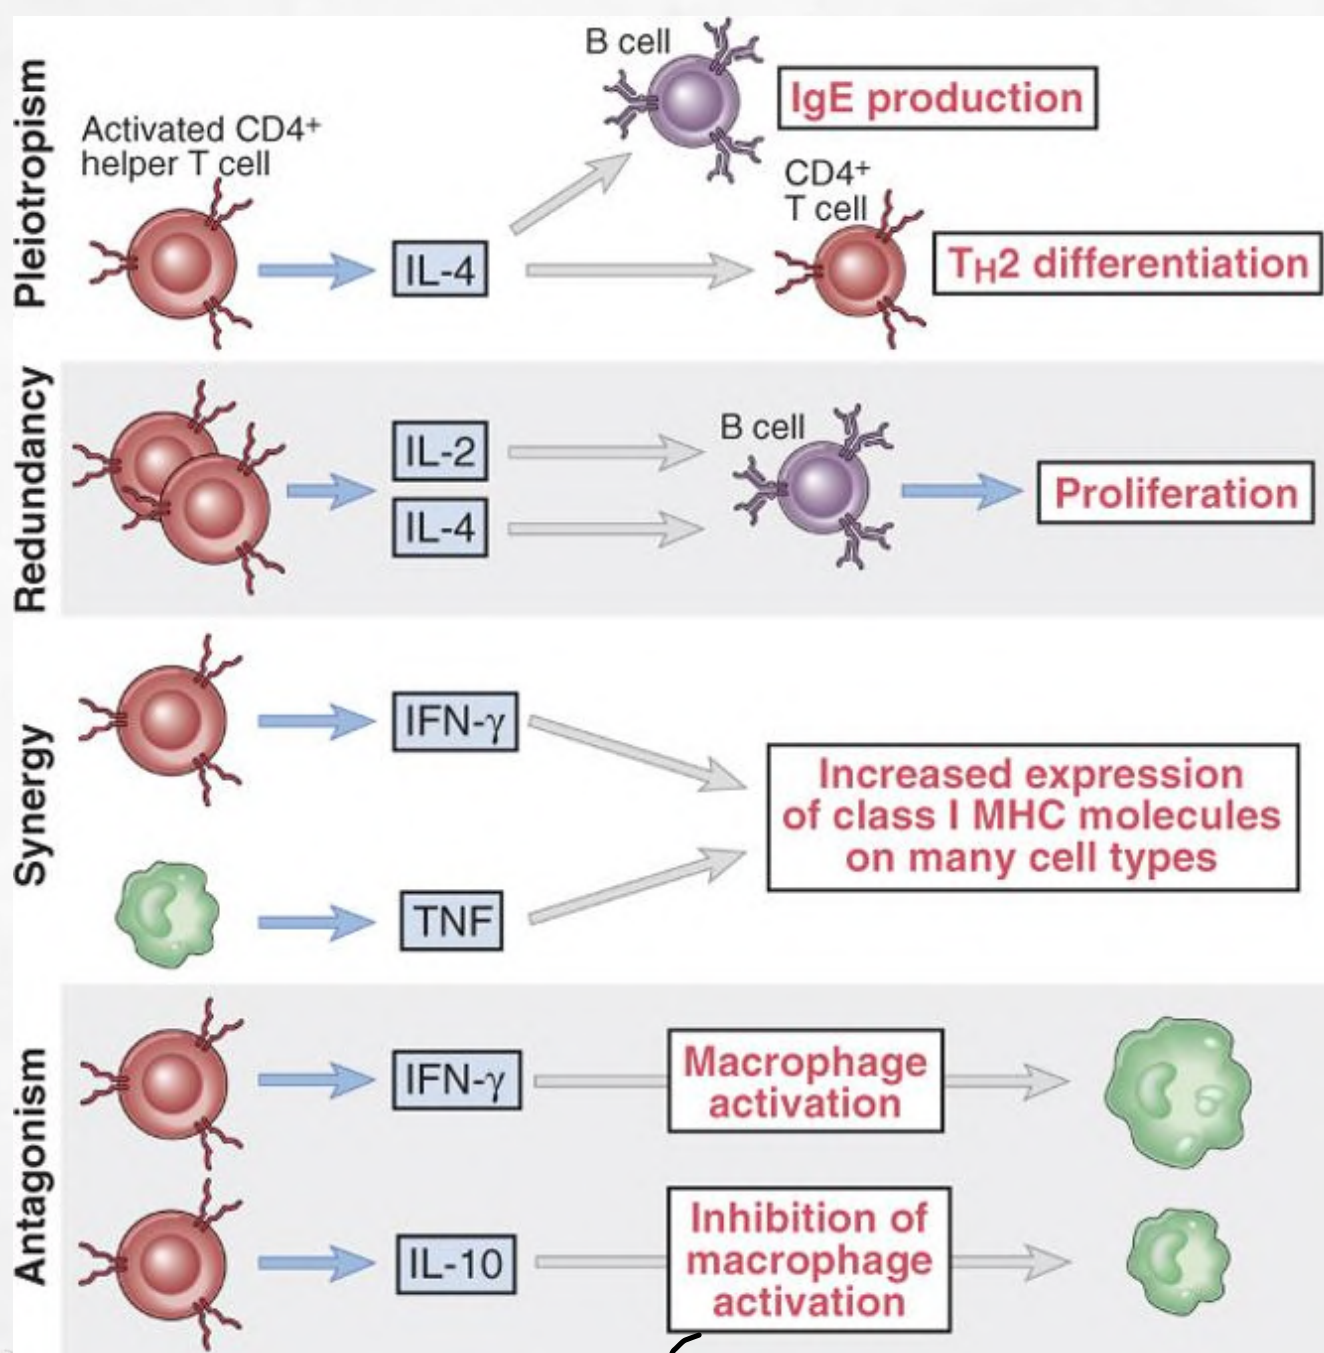 Pleiotropism
Activated CD4+
helper T cell
IL-4
B cell
IgE production
CD4+
T cell
TH2 differentiation
Redundancy
IL-2
IL-4
B cell
Proliferation
Synergy
IFN-γ
TNF
Increased expression
of class I MHC molecules
on many cell types
Antagonism
IFN-γ
Macrophage
activation
IL-10
Inhibition of
macrophage
activation